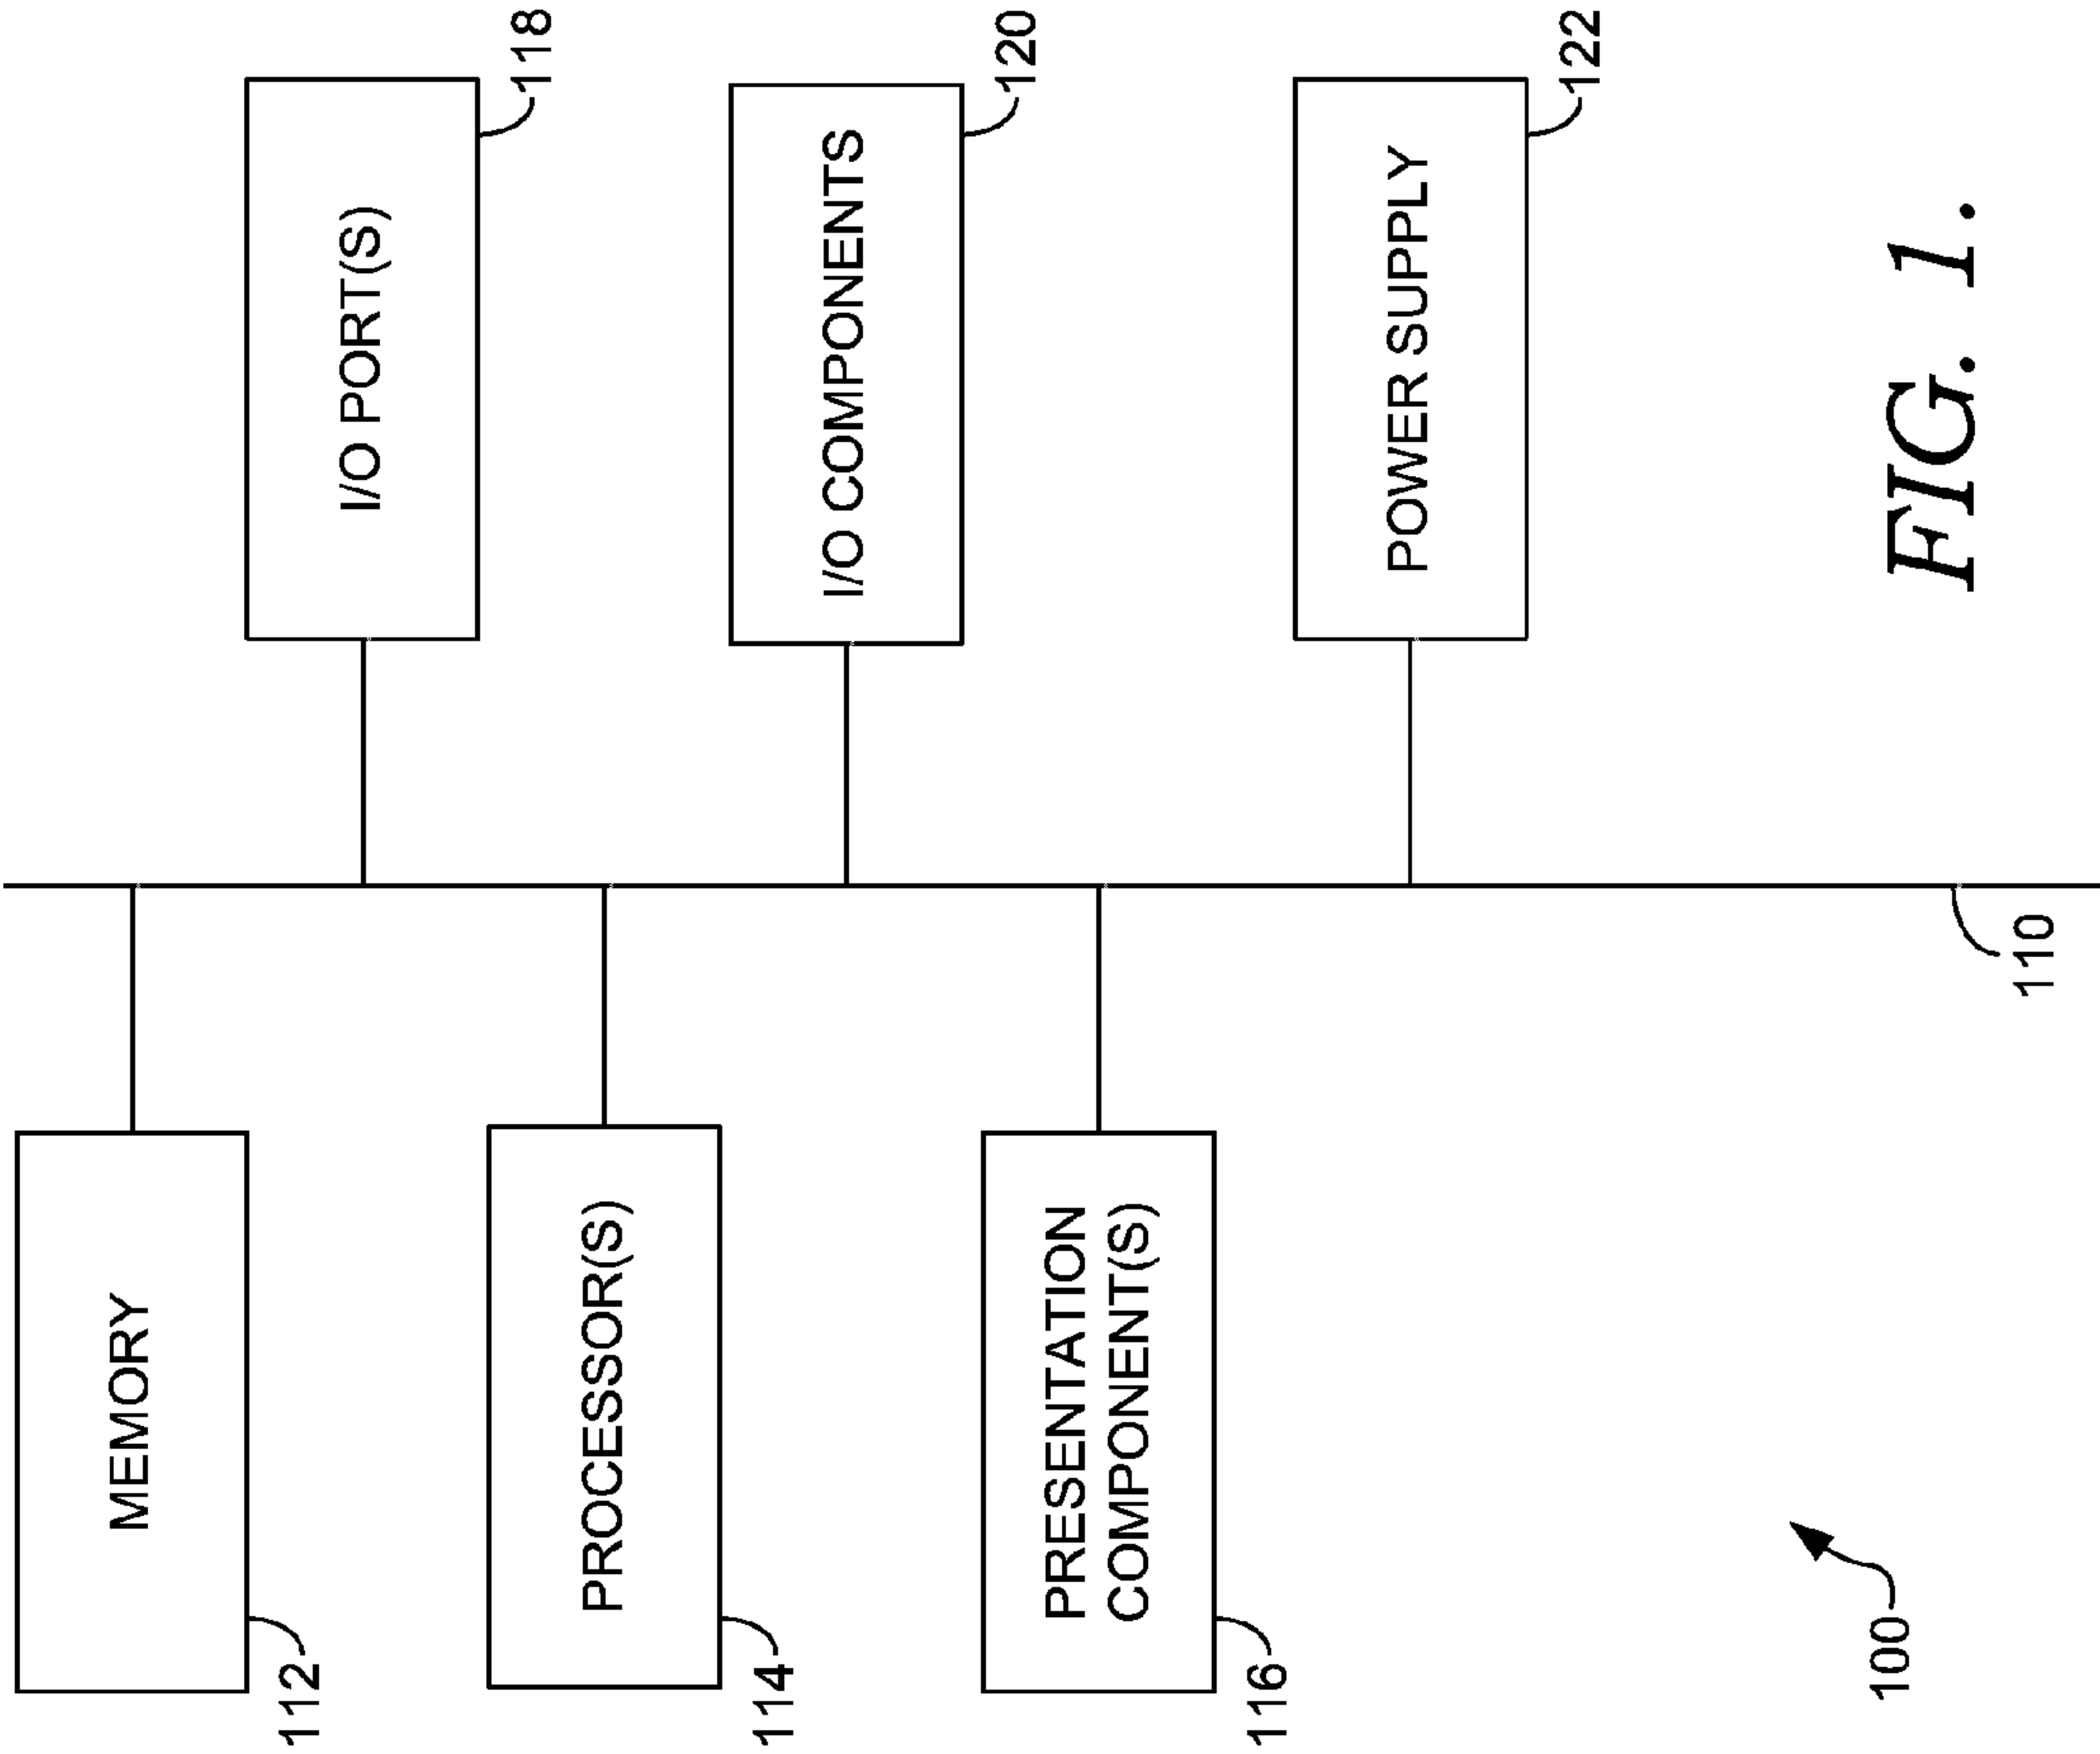 MEMORY
112
PROCESSOR(S)
114
PRESENTATION
COMPONENT(S)
116
100
110
I/O PORT(S)
118
I/O COMPONENTS
120
POWER SUPPLY
122
FIG. 1.